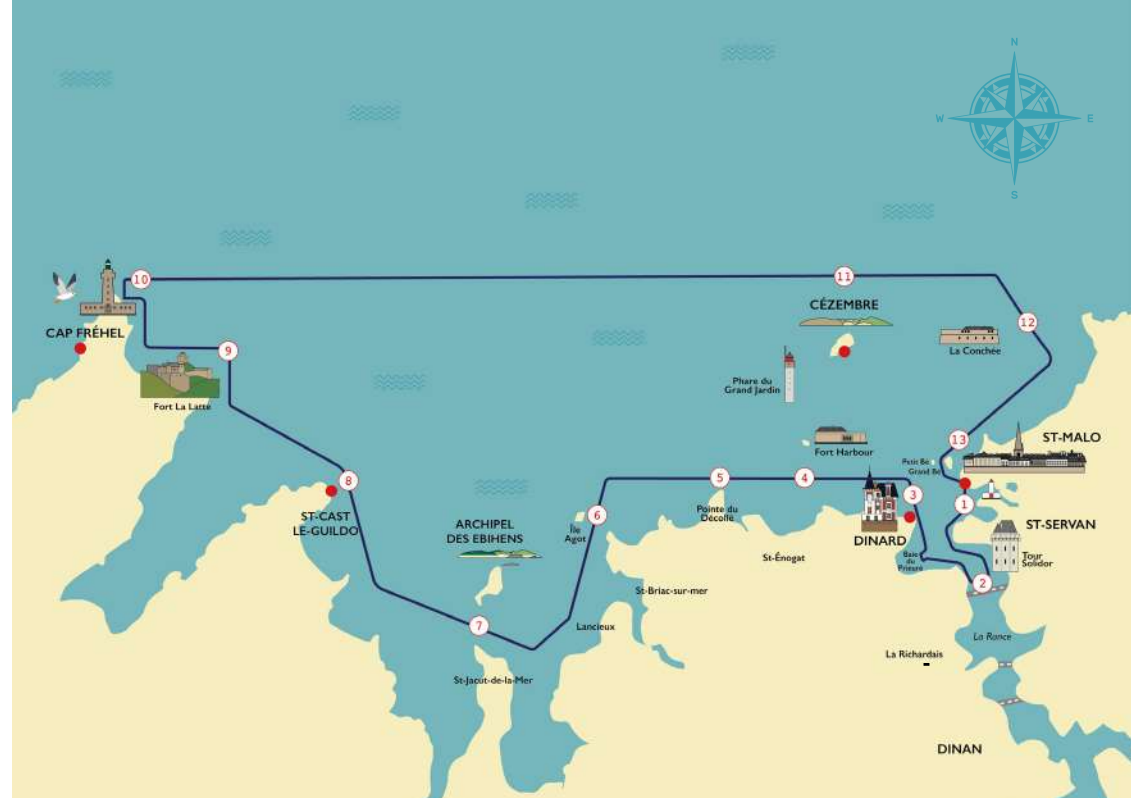 N
W
E
S
10
11
CÉZEMBRE
12
CAP FRÉHEL
9
La Conchée
Phare du
Grand Jardin
Fort La Latte
13
ST-MALO
Fort Harbour
Petit Bé
Grand Bé
8
5
4
3
1
ST-CAST
LE-GUILDO
ARCHIPEL
DES EBIHENS
6
Île
Agot
Pointe du
Décollé
DINARD
ST-SERVAN
St-Énogat
Baie
du
Prieuré
Tour
Solidor
2
St-Briac-sur-mer
7
Lancieux
La Rance
La Richardais
St-Jacut-de-la-Mer
DINAN